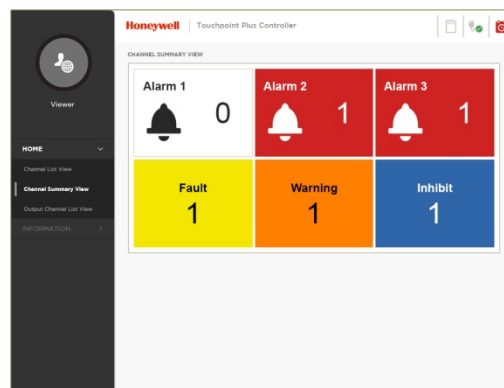 Honeywell Touchpoint Plus Controller
Viewer
HOME
Channel List View
Channel Summary View
Output Channel List View
INFORMATION
CHANNEL SUMMARY VIEW
Alarm 1
0
Alarm 2
1
Alarm 3
1
Fault
1
Warning
1
Inhibit
1